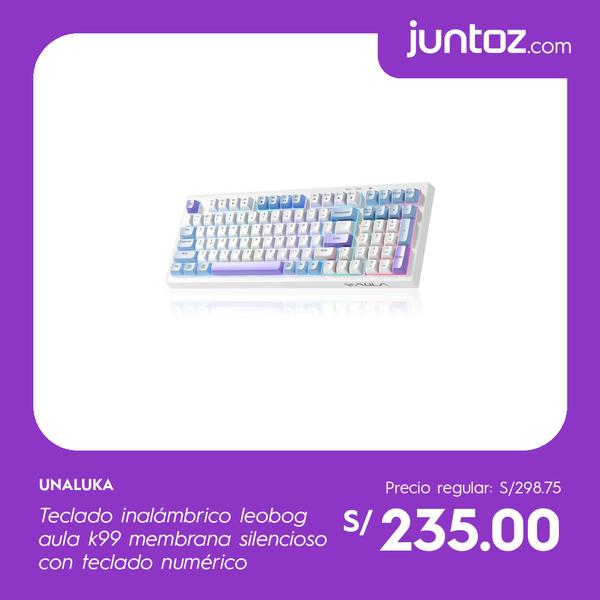 juntoz.com
AULA
UNALUKA
Teclado inalámbrico leobog
aula k99 membrana silencioso
con teclado numérico
Precio regular: S/298.75
S/ 235.00